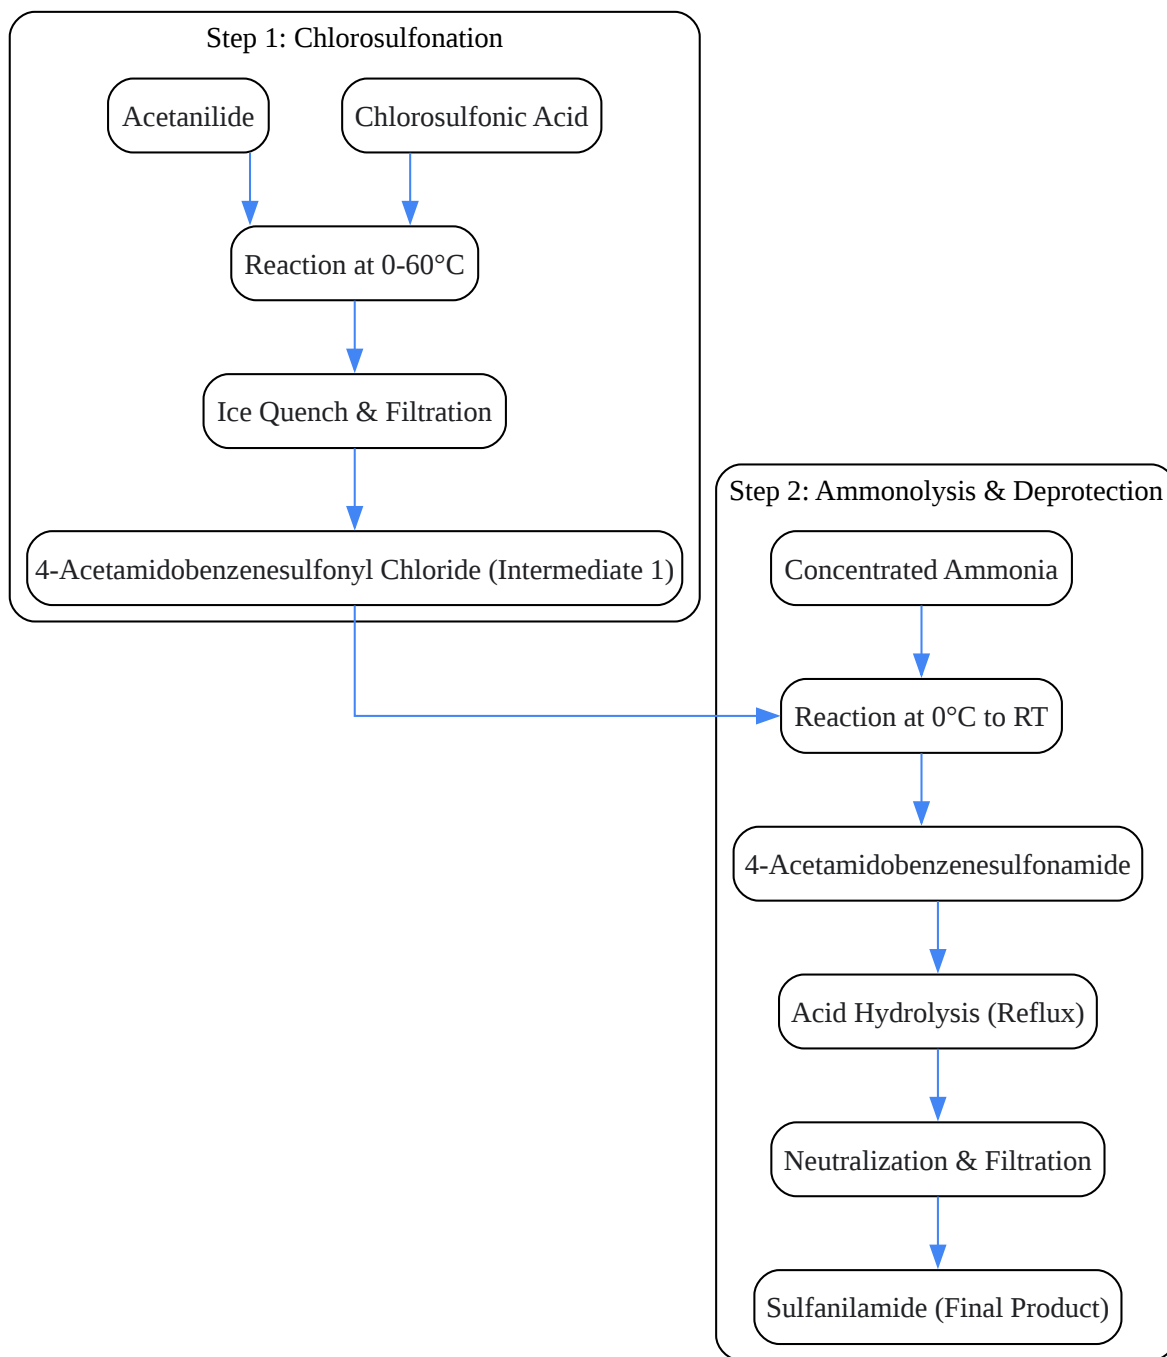 Step 1: Chlorosulfonation
Acetanilide
Chlorosulfonic Acid
Reaction at 0-60°C
Ice Quench & Filtration
4-Acetamidobenzenesulfonyl Chloride (Intermediate 1)
Step 2: Ammonolysis & Deprotection
Concentrated Ammonia
Reaction at 0°C to RT
4-Acetamidobenzenesulfonamide
Acid Hydrolysis (Reflux)
Neutralization & Filtration
Sulfanilamide (Final Product)